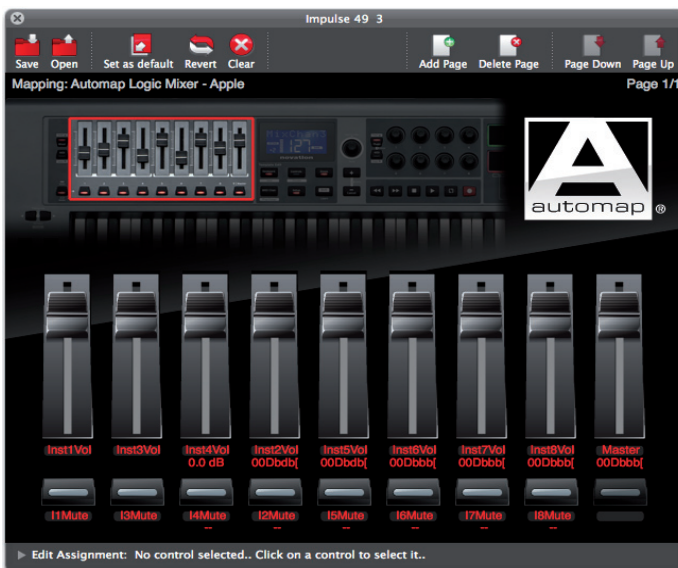 Impulse 49 3
Save Open Set as default Revert Clear Add Page Delete Page Page Down Page Up
Mapping: Automap Logic Mixer - Apple Page 1/1
automap ®
Inst1Vol Inst3Vol Inst4Vol Inst2Vol Inst5Vol Inst6Vol Inst7Vol Inst8Vol Master
0.0 dB 00Dbdb[ 00Dbdb[ 00Dbbb[ 00Dbbb[ 00Dbbb[ 00Dbbb[
I1Mute I3Mute I4Mute I2Mute I5Mute I6Mute I7Mute I8Mute
-- -- -- -- -- --
Edit Assignment: No control selected.. Click on a control to select it..